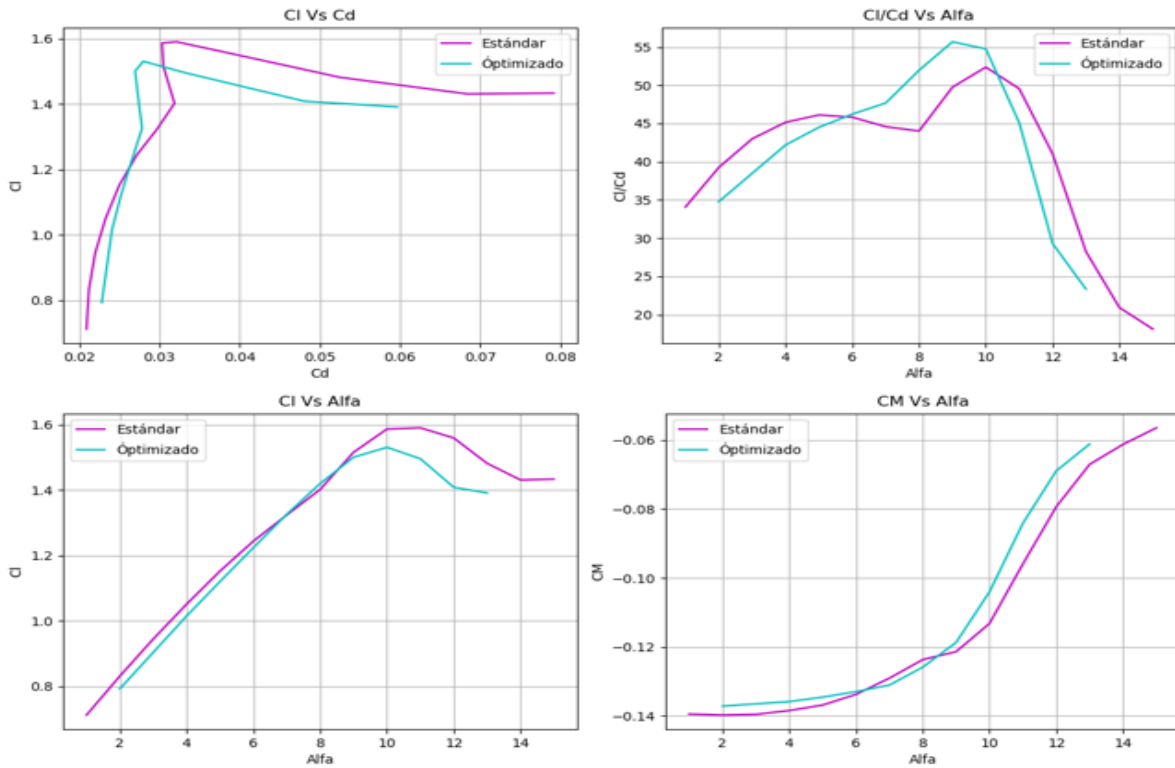 Cl Vs Cd
1.6
1.4
1.2
1.0
0.8
Cl
0.02 0.03 0.04 0.05 0.06 0.07 0.08
Cd
Estándar
Óptimizado
Cl/Cd Vs Alfa
55
50
45
40
35
30
25
20
Cl/Cd
2 4 6 8 10 12 14
Alfa
Estándar
Óptimizado
Cl Vs Alfa
1.6
1.4
1.2
1.0
0.8
Cl
2 4 6 8 10 12 14
Alfa
Estándar
Óptimizado
CM Vs Alfa
−0.06
−0.08
−0.10
−0.12
−0.14
CM
2 4 6 8 10 12 14
Alfa
Estándar
Óptimizado